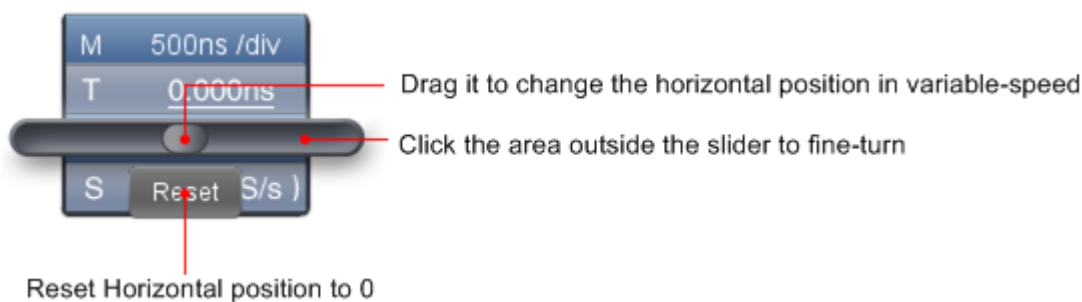 M 500ns /div
T 0.000ns
Drag it to change the horizontal position in variable-speed
Click the area outside the slider to fine-turn
S Reset S/s )
Reset Horizontal position to 0